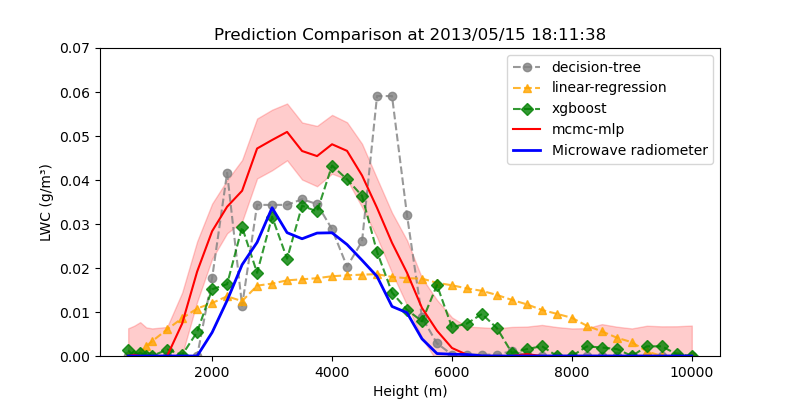 Prediction Comparison at 2013/05/15 18:11:38
0.07
0.06
0.05
0.04
0.03
0.02
0.01
0.00
LWC (g/m³)
decision-tree
linear-regression
xgboost
mcmc-mlp
Microwave radiometer
2000 4000 6000 8000 10000
Height (m)